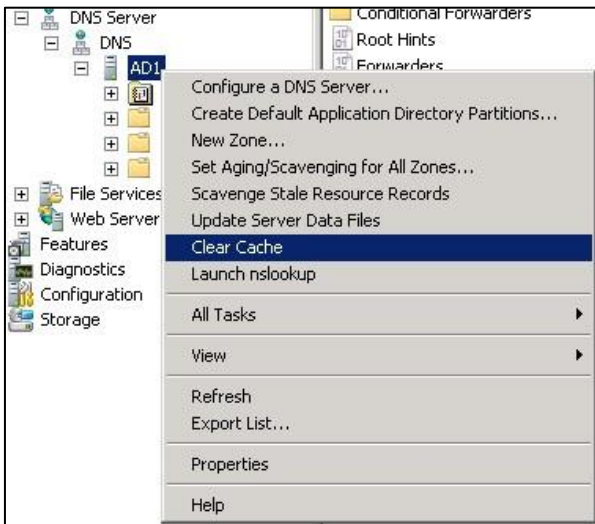 DNS Server
DNS
AD1
File Services
Web Server
Features
Diagnostics
Configuration
Storage
Conditional Forwarders
Root Hints
Forwarders
Configure a DNS Server...
Create Default Application Directory Partitions...
New Zone...
Set Aging/Scavenging for All Zones...
Scavenge Stale Resource Records
Update Server Data Files
Clear Cache
Launch nslookup
All Tasks
View
Refresh
Export List...
Properties
Help